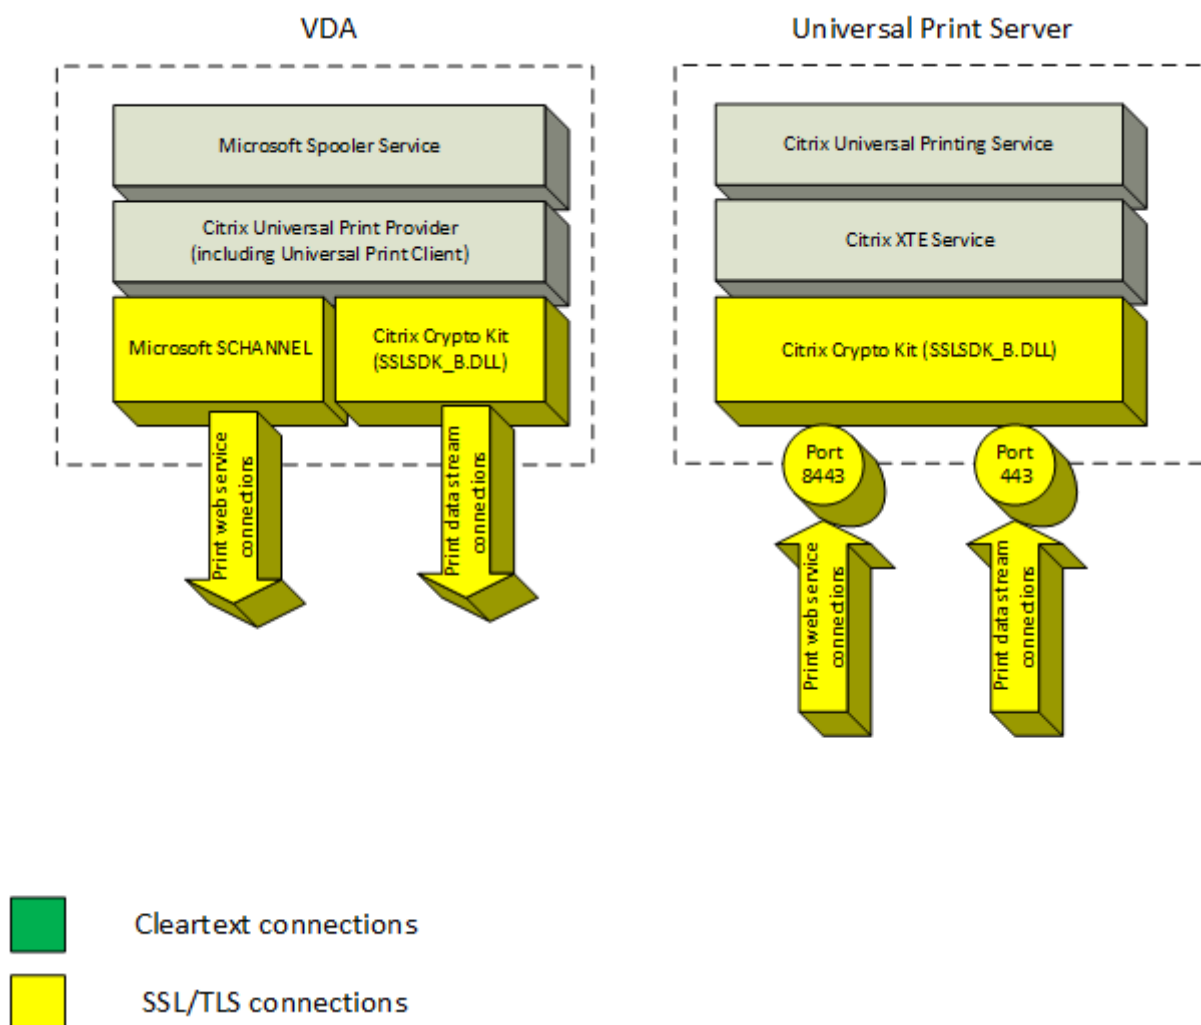 VDA
Universal Print Server
Microsoft Spooler Service
Citrix Universal Print Provider
(including Universal Print Client)
Microsoft SCHANNEL
Citrix Crypto Kit
(SSLSDK_B.DLL)
Print web service
connections
Print data stream
connections
Citrix Universal Printing Service
Citrix XTE Service
Citrix Crypto Kit (SSLSDK_B.DLL)
Port
8443
Port
443
Print web service
connections
Print data stream
connections
Cleartext connections
SSL/TLS connections